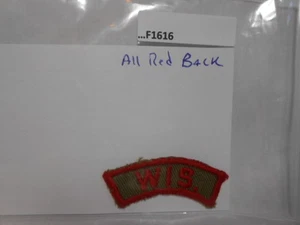 ...F1616
All Red BACK
WIS